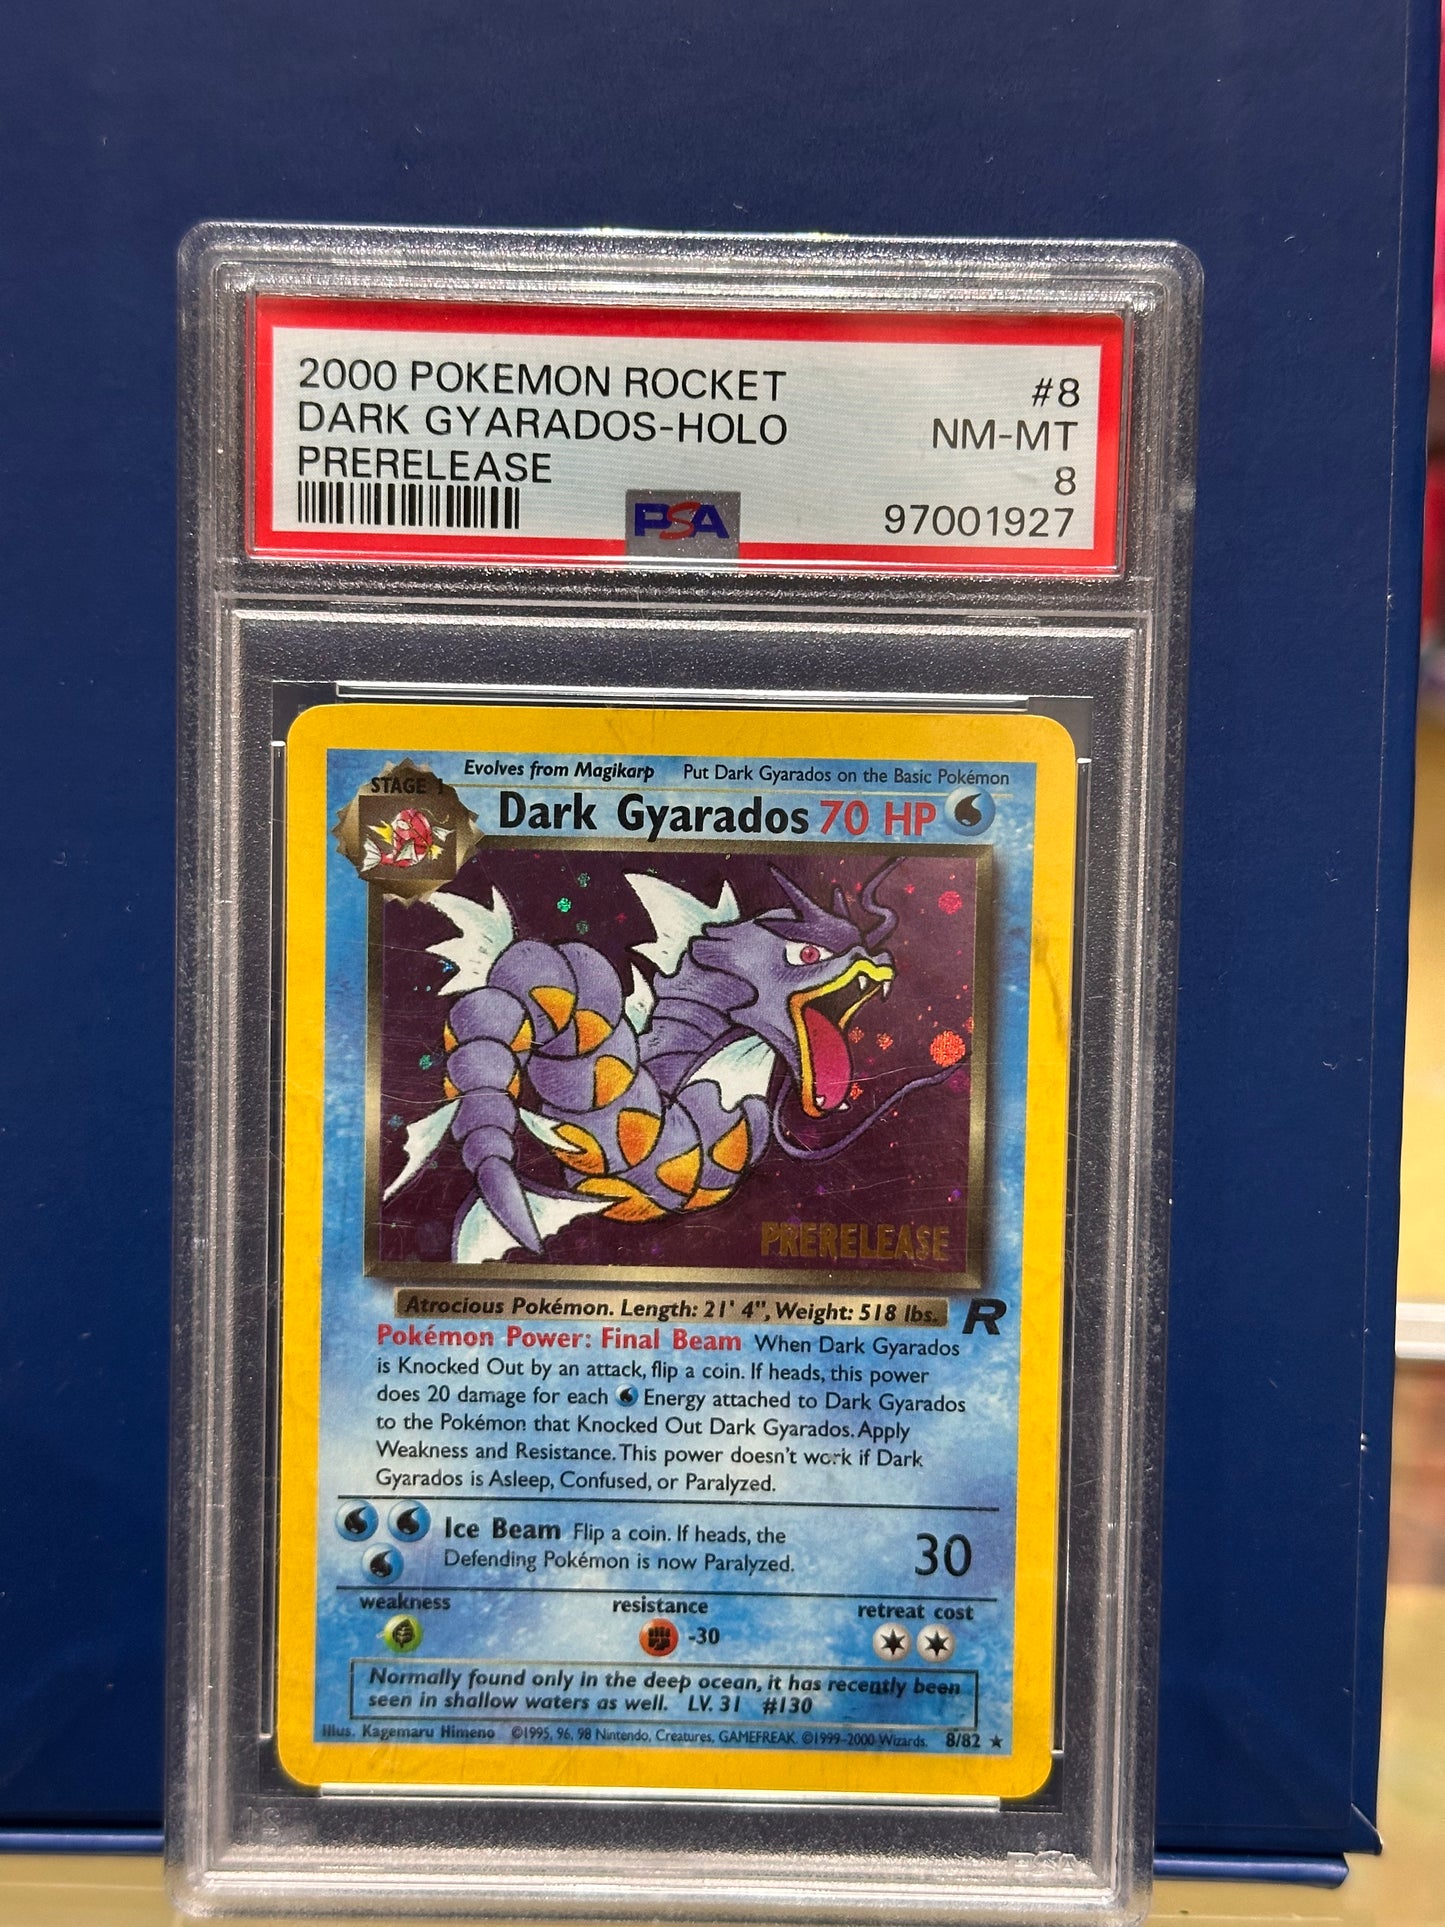 2000 POKEMON ROCKET
#8
DARK GYARADOS-HOLO
NM-MT
PRERELEASE
8
PSA
97001927
STAGE 1
Evolves from Magikarp
Put Dark Gyarados on the Basic Pokémon
Dark Gyarados 70 HP
PRERELEASE
Atrocious Pokémon. Length: 21' 4", Weight: 518 lbs.
R
Pokémon Power: Final Beam When Dark Gyarados
is Knocked Out by an attack, flip a coin. If heads, this power
does 20 damage for each Energy attached to Dark Gyarados
to the Pokémon that Knocked Out Dark Gyarados. Apply
Weakness and Resistance. This power doesn't work if Dark
Gyarados is Asleep, Confused, or Paralyzed.
Ice Beam Flip a coin. If heads, the
Defending Pokémon is now Paralyzed.
30
weakness
resistance
retreat cost
-30
Normally found only in the deep ocean, it has recently been
seen in shallow waters as well. LV. 31 #130
Illus. Kagemaru Himeno ©1995, 96, 98 Nintendo, Creatures, GAMEFREAK. ©1999-2000 Wizards. 8/82 ★
PSA